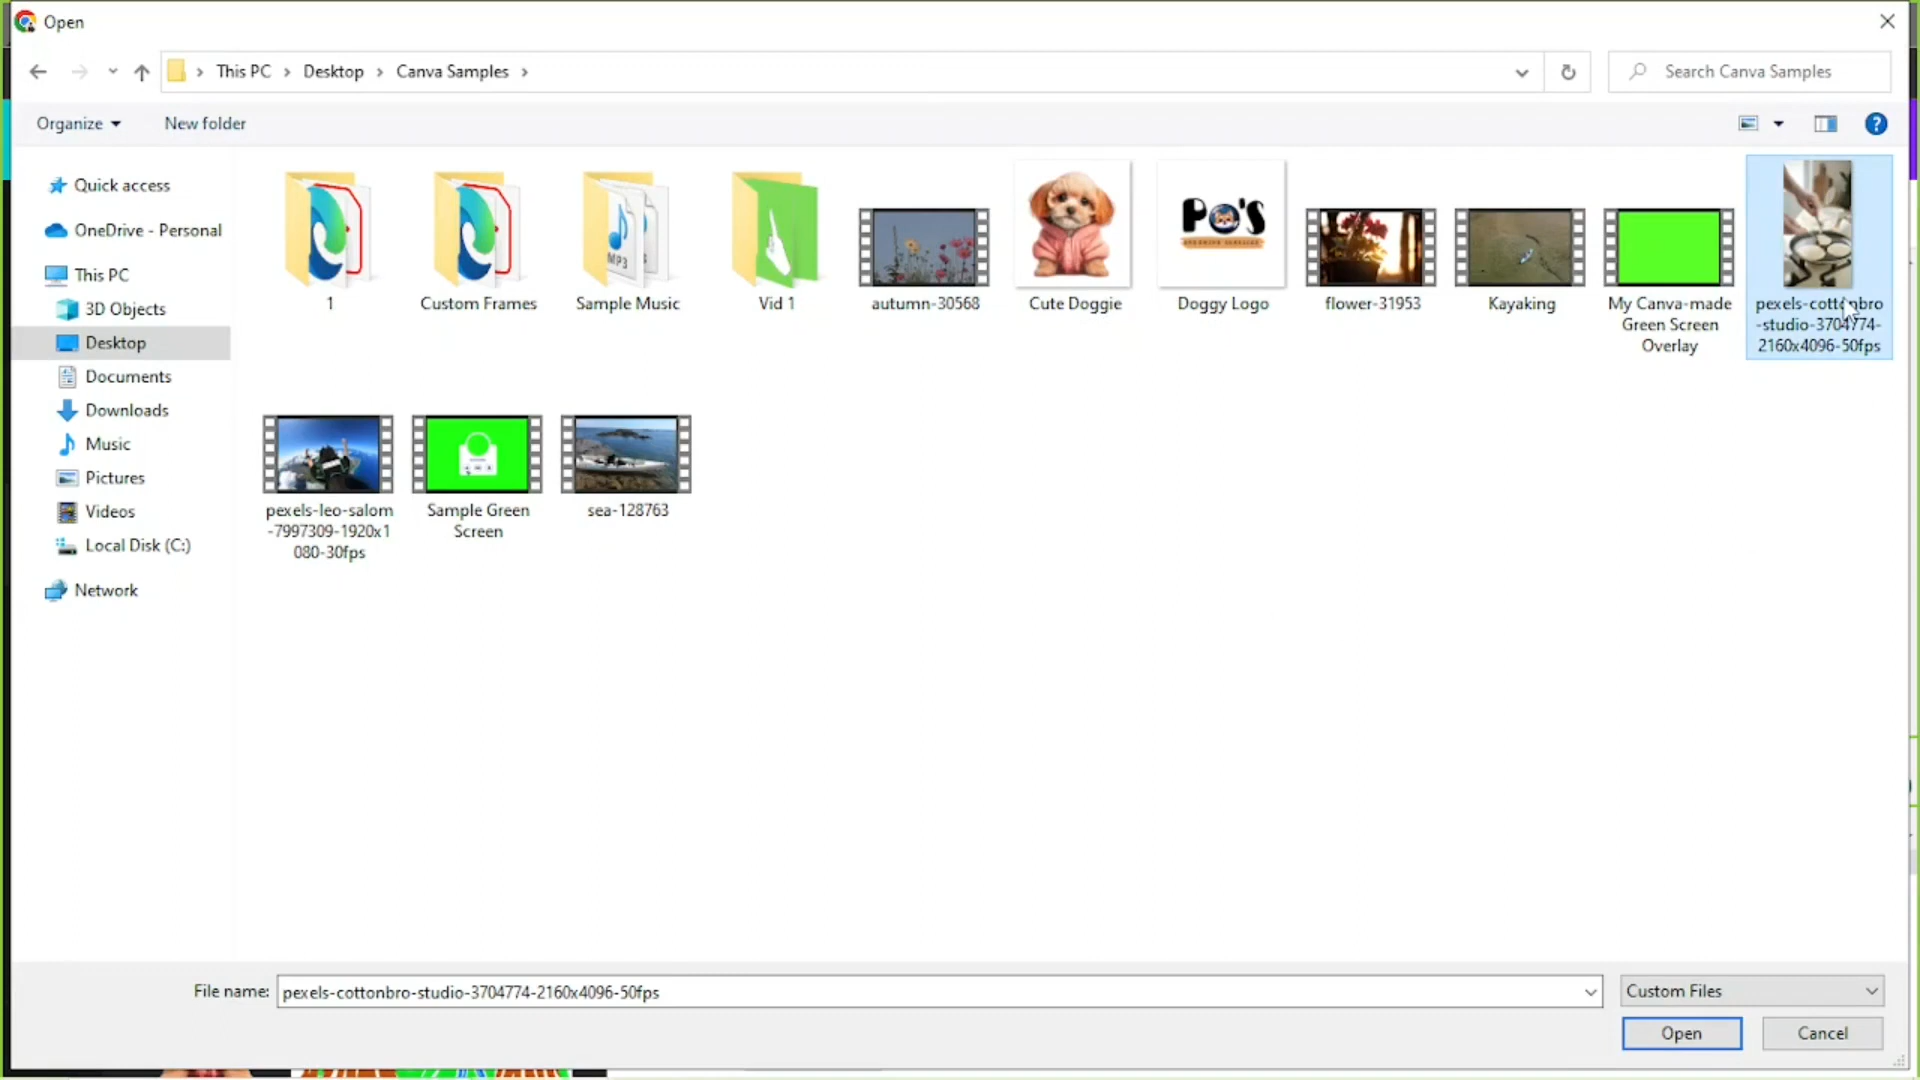 Open
This PC
Desktop
Canva Samples
Search Canva Samples
Organize
New folder
Quick access
OneDrive - Personal
This PC
3D Objects
Desktop
Documents
Downloads
Music
Pictures
Videos
Local Disk (C:)
Network
1
Custom Frames
MP3
Sample Music
Vid 1
autumn-30568
Cute Doggie
PO'S
Doggy Logo
flower-31953
Kayaking
My Canva-made
Green Screen
Overlay
pexels-cottonbro
-studio-3704774-
2160x4096-50fps
pexels-leo-salom
-7997309-1920x1
080-30fps
Sample Green
Screen
sea-128763
File name:
pexels-cottonbro-studio-3704774-2160x4096-50fps
Custom Files
Open
Cancel